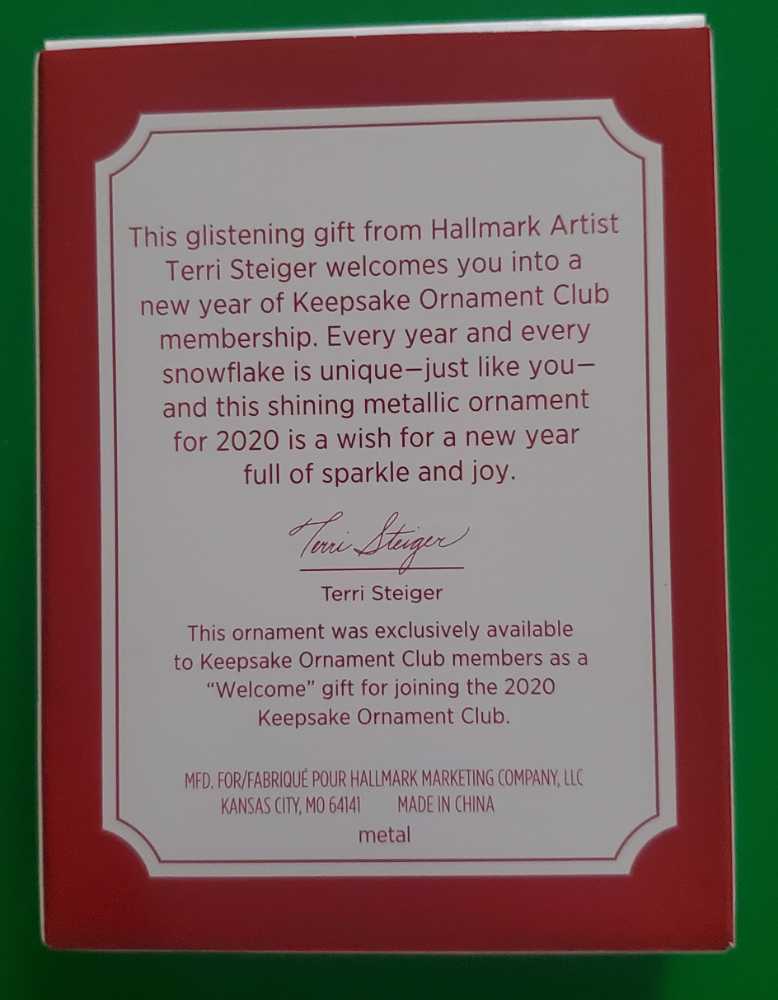 This glistening gift from Hallmark Artist
Terri Steiger welcomes you into a
new year of Keepsake Ornament Club
membership. Every year and every
snowflake is unique—just like you—
and this shining metallic ornament
for 2020 is a wish for a new year
full of sparkle and joy.
Terri Steiger
Terri Steiger
This ornament was exclusively available
to Keepsake Ornament Club members as a
“Welcome” gift for joining the 2020
Keepsake Ornament Club.
MFD. FOR/FABRIQUÉ POUR HALLMARK MARKETING COMPANY, LLC
KANSAS CITY, MO 64141 MADE IN CHINA
metal